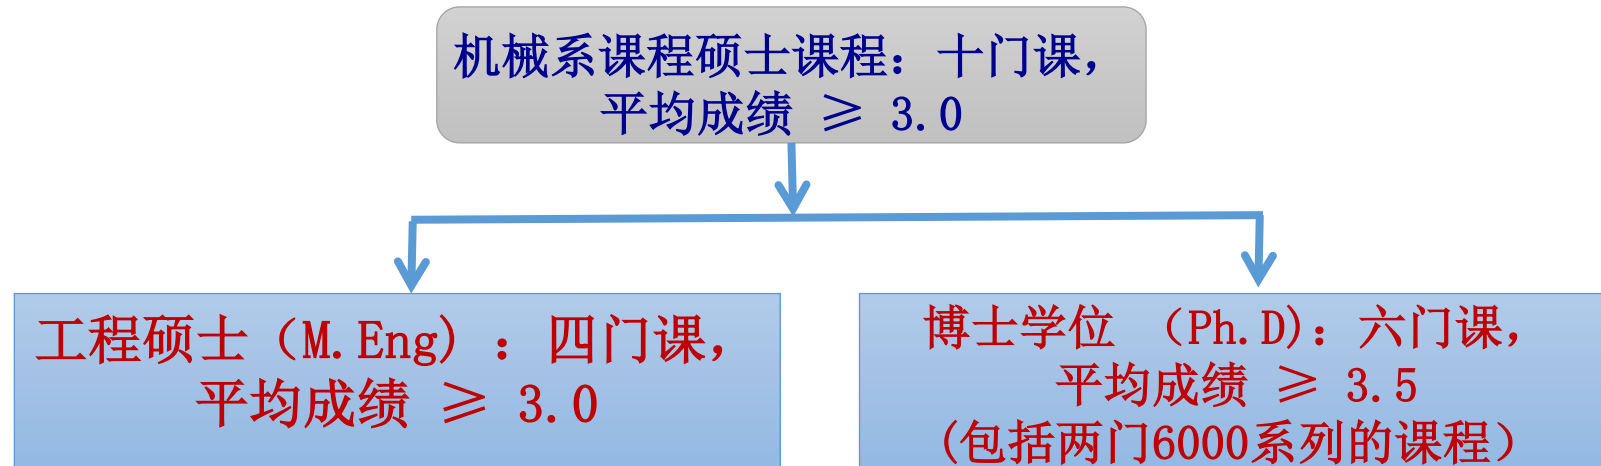 机械系课程硕士课程：十门课，
平均成绩 ≥ 3.0
工程硕士（M.Eng）：四门课，
平均成绩 ≥ 3.0
博士学位 （Ph.D）：六门课，
平均成绩 ≥ 3.5
(包括两门6000系列的课程）